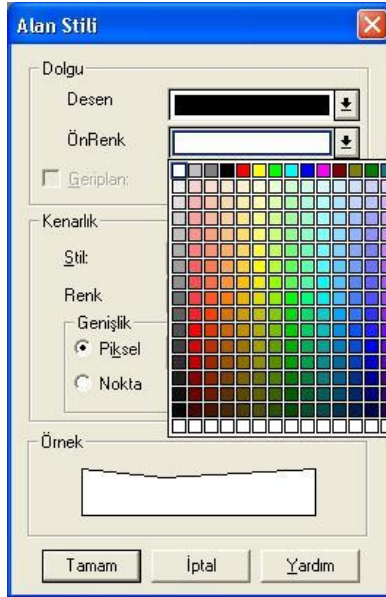 Alan Stili
Dolgu
Desen
ÖnRenk
Geriplan:
Kenarlık
Stil:
Renk
Genişlik
Piksel
Nokta
Örnek
Tamam
İptal
Yardım